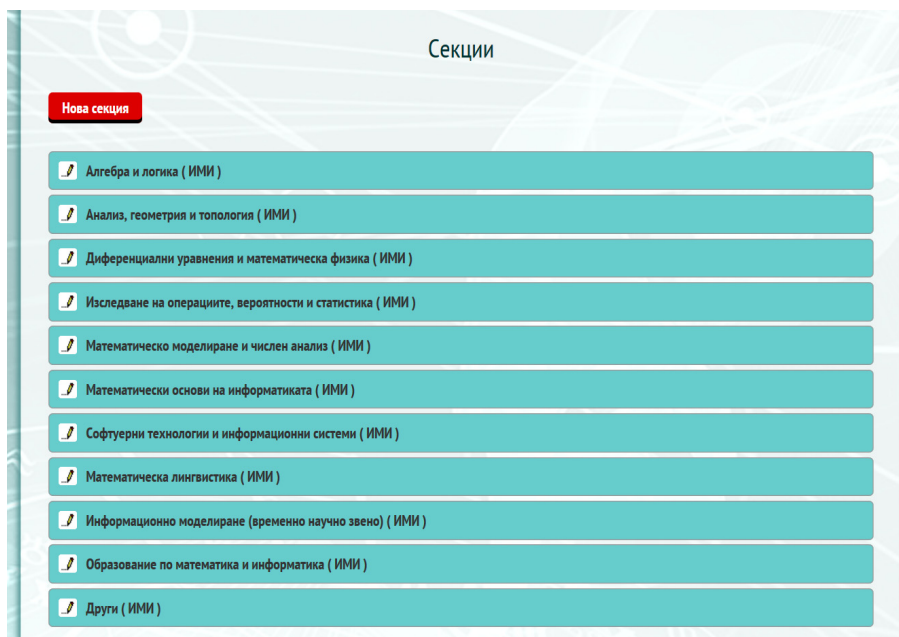 Секции
Нова секция
Алгебра и логика ( ИМИ )
Анализ, геометрия и топология ( ИМИ )
Диференциални уравнения и математическа физика ( ИМИ )
Изследване на операциите, вероятности и статистика ( ИМИ )
Математическо моделиране и числен анализ ( ИМИ )
Математически основи на информатиката ( ИМИ )
Софтуерни технологии и информационни системи ( ИМИ )
Математическа лингвистика ( ИМИ )
Информационно моделиране (временно научно звено) ( ИМИ )
Образование по математика и информатика ( ИМИ )
Други ( ИМИ )